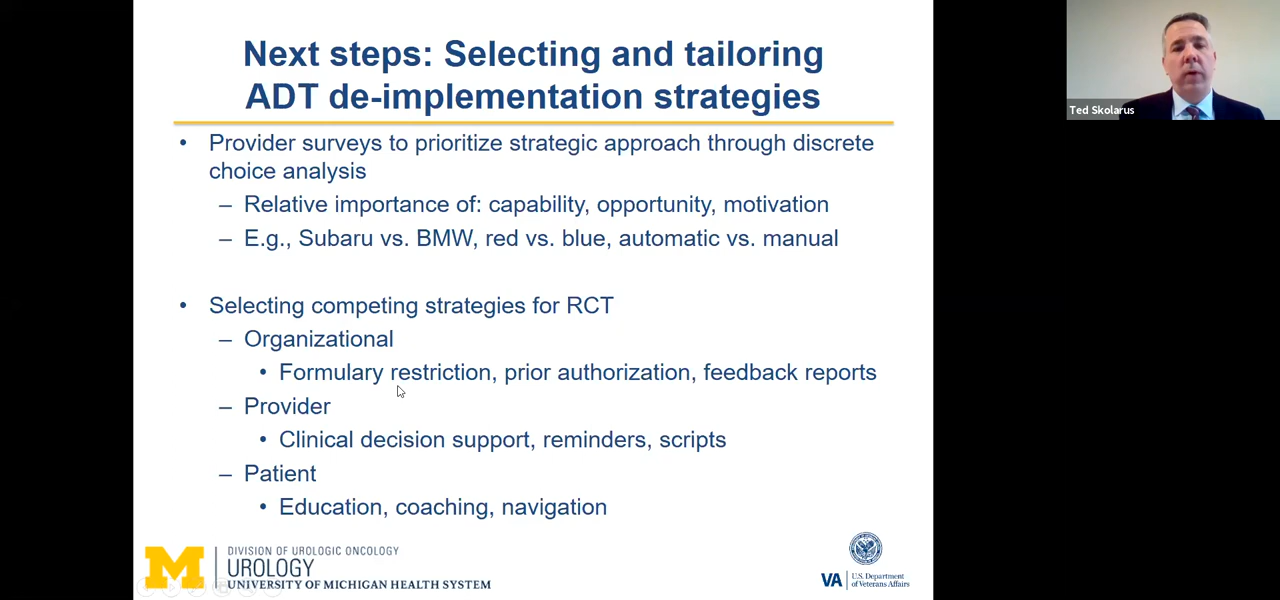 Next steps: Selecting and tailoring
ADT de-implementation strategies
• Provider surveys to prioritize strategic approach through discrete
choice analysis
– Relative importance of: capability, opportunity, motivation
– E.g., Subaru vs. BMW, red vs. blue, automatic vs. manual
• Selecting competing strategies for RCT
– Organizational
• Formulary restriction, prior authorization, feedback reports
– Provider
• Clinical decision support, reminders, scripts
– Patient
• Education, coaching, navigation
M
DIVISION OF UROLOGIC ONCOLOGY
UROLOGY
UNIVERSITY OF MICHIGAN HEALTH SYSTEM
VA
U.S. Department
of Veterans Affairs
Ted Skolarus